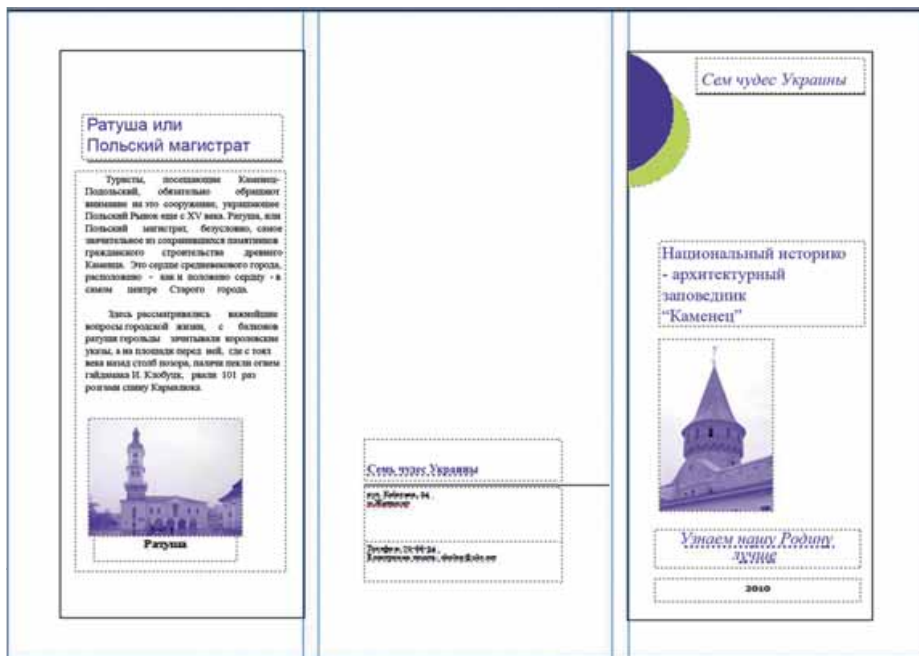 Ратуша или
Польский магистрат
Туристы, посещающие Каменец-
Подольский, обязательно обращают
внимание на это сооружение, украшающее
Польский Рынок еще с XV века. Ратуша, или
Польский магистрат, безусловно, самое
значительное из сохранившихся памятников
гражданского строительства древнего
Каменца. Это сердце средневекового города,
расположено - как и положено сердцу - в
самом центре Старого города.
Здесь рассматривались важнейшие
вопросы городской жизни, с балконов
ратуши герольды зачитывали королевские
указы, а на площади перед ней, где стоял
века назад столб позора, палачи пекли огнем
гайдамака И.
рвали 101 раз
розгами спину Кармалюка.
Ратуша
Семь чудес Украины
Сем чудес Украины
Национальный историко
- архитектурный
заповедник
“Каменец”
Узнаем нашу Родину
лучше
2010